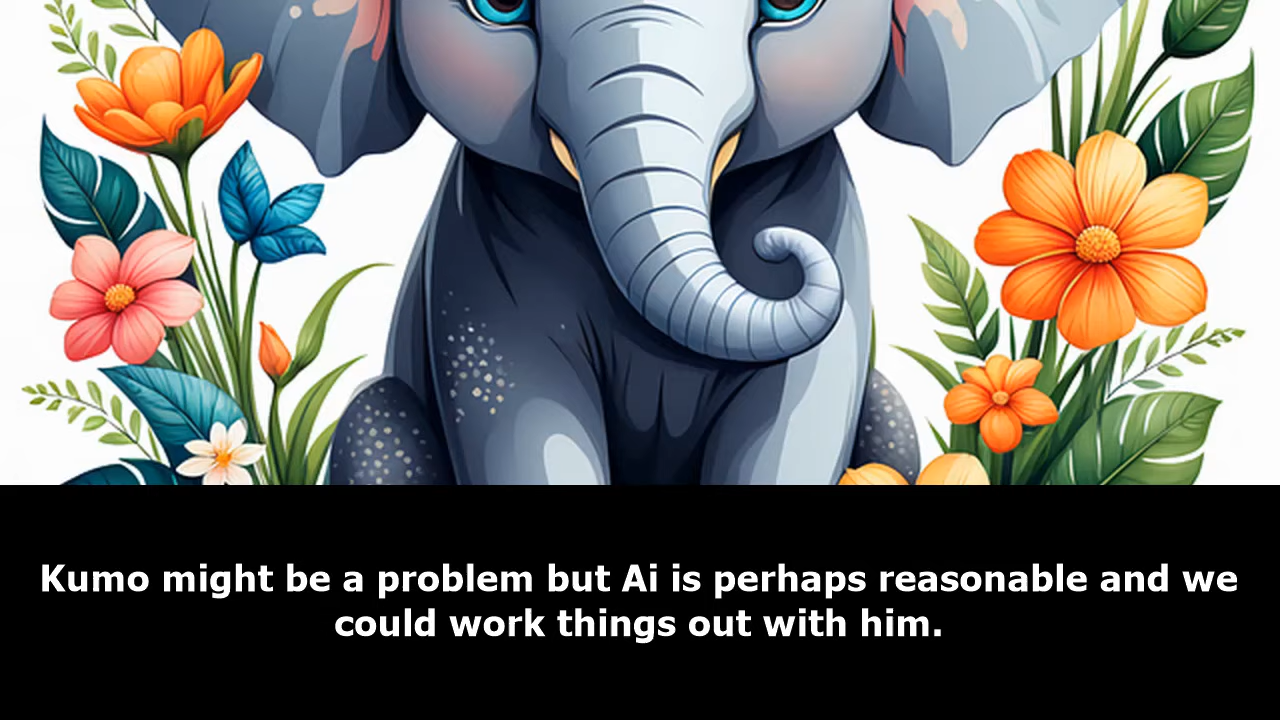 Kumo might be a problem but Ai is perhaps reasonable and we
could work things out with him.